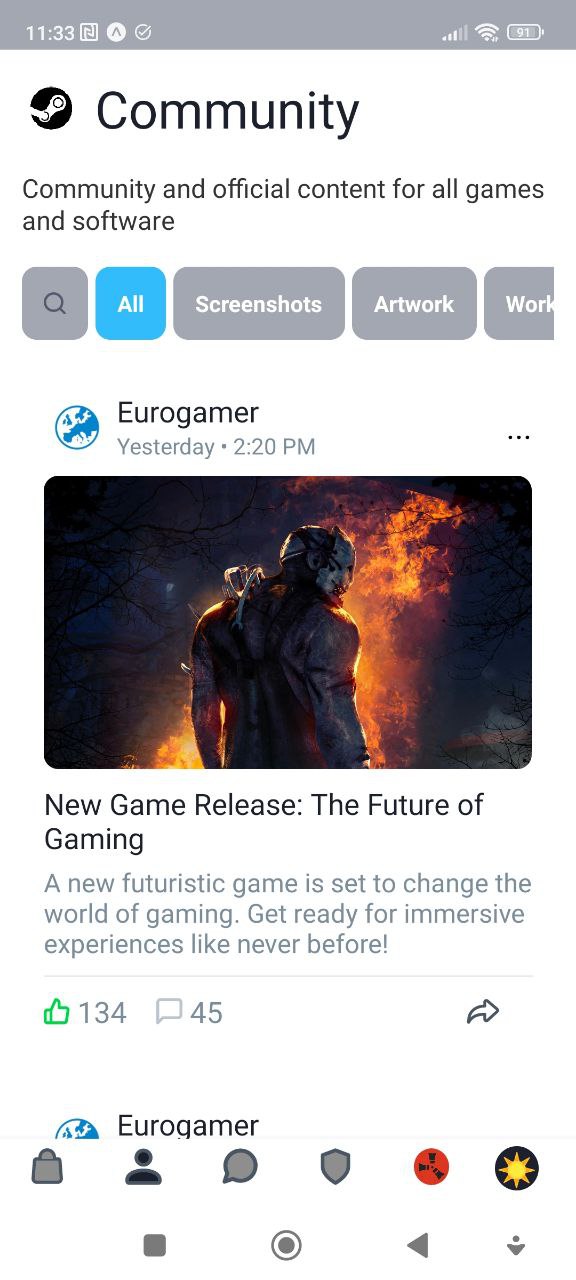 11:33
91
Community
Community and official content for all games
and software
All
Screenshots
Artwork
Work
Eurogamer
Yesterday • 2:20 PM
...
New Game Release: The Future of
Gaming
A new futuristic game is set to change the
world of gaming. Get ready for immersive
experiences like never before!
134
45
Eurogamer